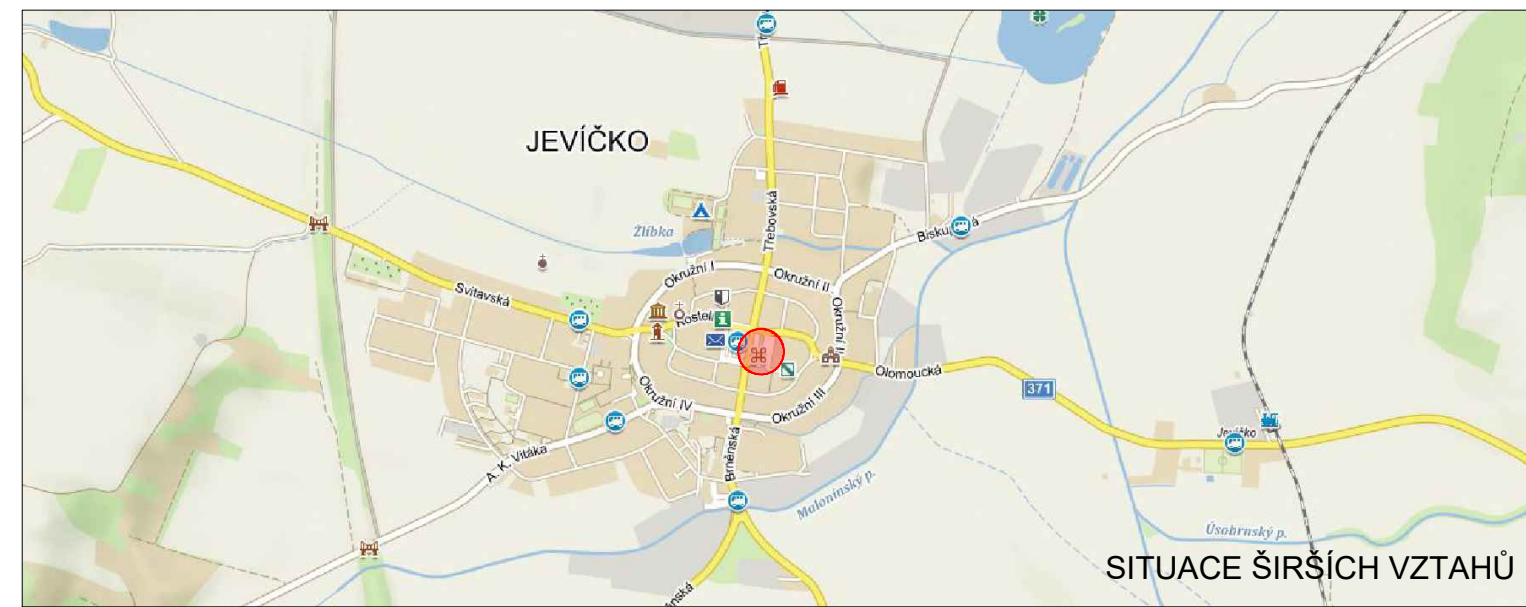 JEVÍČKO
Třebovská
Žlíbka
Biskupická
Okružní I
Okružní II
Okružní II
Svitavská
Kostel
Olomoucká
371
Jevíčko
Okružní IV
Okružní III
Brněnská
A. K. Vitáka
Malonínský p.
Úsobrnský p.
SITUACE ŠIRŠÍCH VZTAHŮ